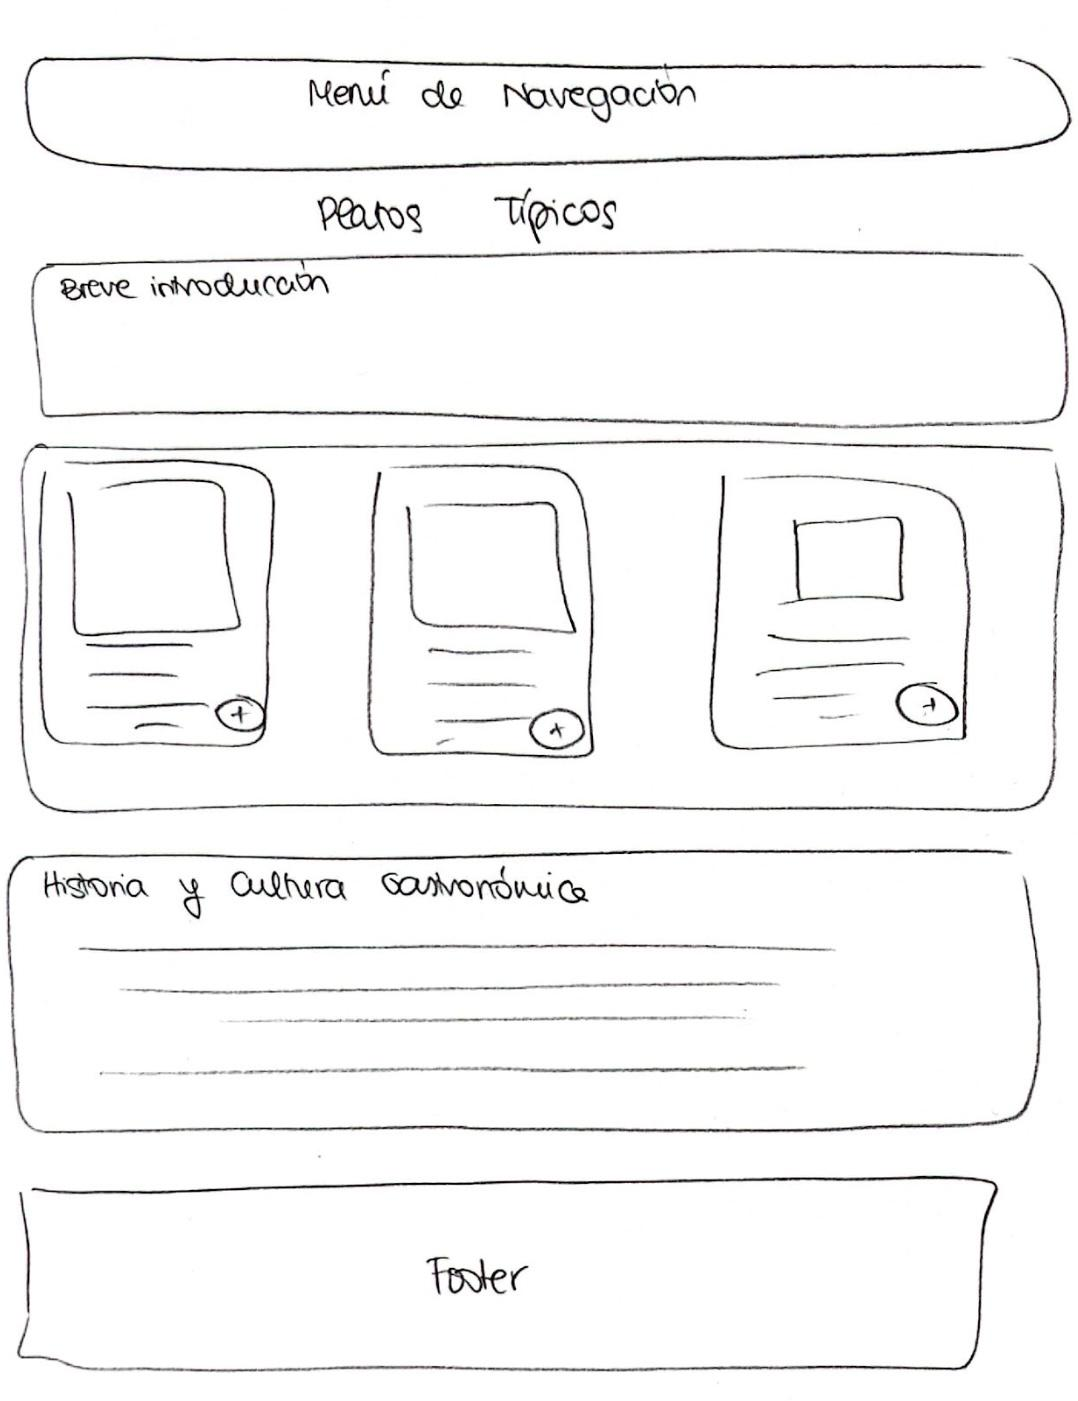 Menú de Navegación
Platos Típicos
Breve introducción
+
+
+
Historia y Cultura Gastronómica
Footer